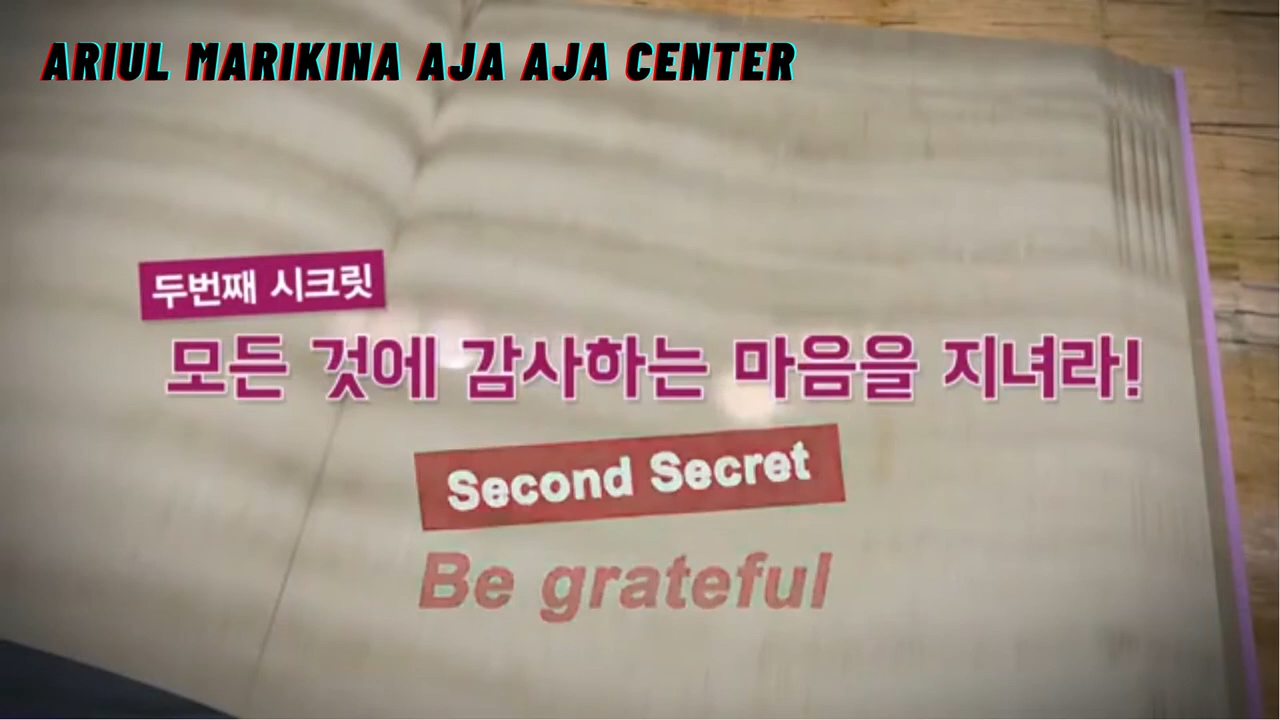 ARIUL MARIKINA AJA AJA CENTER
두번째 시크릿
모든 것에 감사하는 마음을 지녀라!
Second Secret
Be grateful